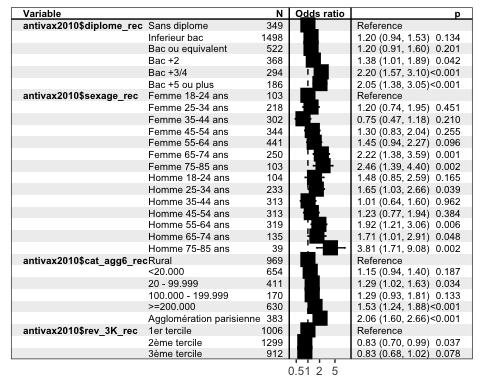 Variable N Odds ratio p
antivax2010$diplome_rec Sans diplome 349 Reference
Inferieur bac 1498 1.20 (0.94, 1.53) 0.134
Bac ou equivalent 522 1.20 (0.91, 1.60) 0.201
Bac +2 368 1.38 (1.01, 1.89) 0.042
Bac +3/4 294 2.20 (1.57, 3.10) <0.001
Bac +5 ou plus 186 2.05 (1.38, 3.05) <0.001
antivax2010$sexage_rec Femme 18-24 ans 103 Reference
Femme 25-34 ans 218 1.20 (0.74, 1.95) 0.451
Femme 35-44 ans 302 0.75 (0.47, 1.18) 0.210
Femme 45-54 ans 344 1.30 (0.83, 2.04) 0.255
Femme 55-64 ans 441 1.45 (0.94, 2.27) 0.096
Femme 65-74 ans 250 2.22 (1.38, 3.59) 0.001
Femme 75-85 ans 103 2.46 (1.39, 4.40) 0.002
Homme 18-24 ans 104 1.48 (0.85, 2.59) 0.165
Homme 25-34 ans 233 1.65 (1.03, 2.66) 0.039
Homme 35-44 ans 313 1.01 (0.64, 1.60) 0.962
Homme 45-54 ans 313 1.23 (0.77, 1.94) 0.384
Homme 55-64 ans 319 1.92 (1.21, 3.06) 0.006
Homme 65-74 ans 135 1.71 (1.01, 2.91) 0.048
Homme 75-85 ans 39 3.81 (1.71, 9.08) 0.002
antivax2010$cat_agg6_rec Rural 969 Reference
<20.000 654 1.15 (0.94, 1.40) 0.187
20 - 99.999 411 1.29 (1.02, 1.63) 0.034
100.000 - 199.999 170 1.29 (0.93, 1.81) 0.133
>=200.000 630 1.53 (1.24, 1.88) <0.001
Agglomération parisienne 383 2.06 (1.60, 2.66) <0.001
antivax2010$rev_3K_rec 1er tercile 1006 Reference
2ème tercile 1299 0.83 (0.70, 0.99) 0.037
3ème tercile 912 0.83 (0.68, 1.02) 0.078
0.5 1 2 5